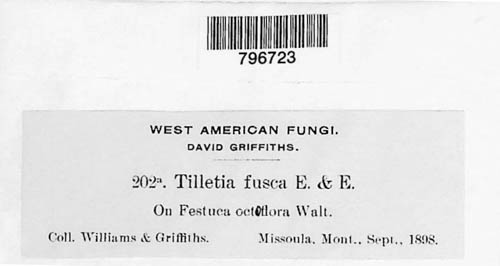 796723
WEST AMERICAN FUNGI.
DAVID GRIFFITHS.
202ª. Tilletia fusca E. & E.
On Festuca octoflora Walt.
Coll. Williams & Griffiths. Missoula, Mont., Sept., 1898.